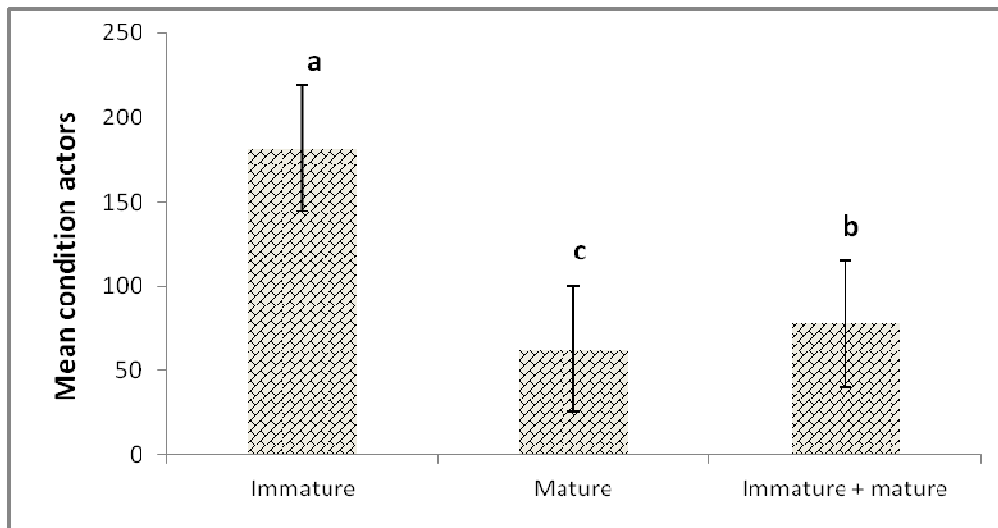 Mean condition actors
250
200
150
100
50
0
a
c
b
Immature
Mature
Immature + mature